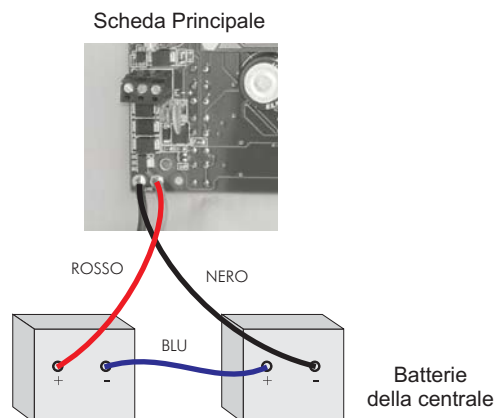 Scheda Principale
ROSSO
NERO
BLU
+
-
+
-
Batterie
della centrale